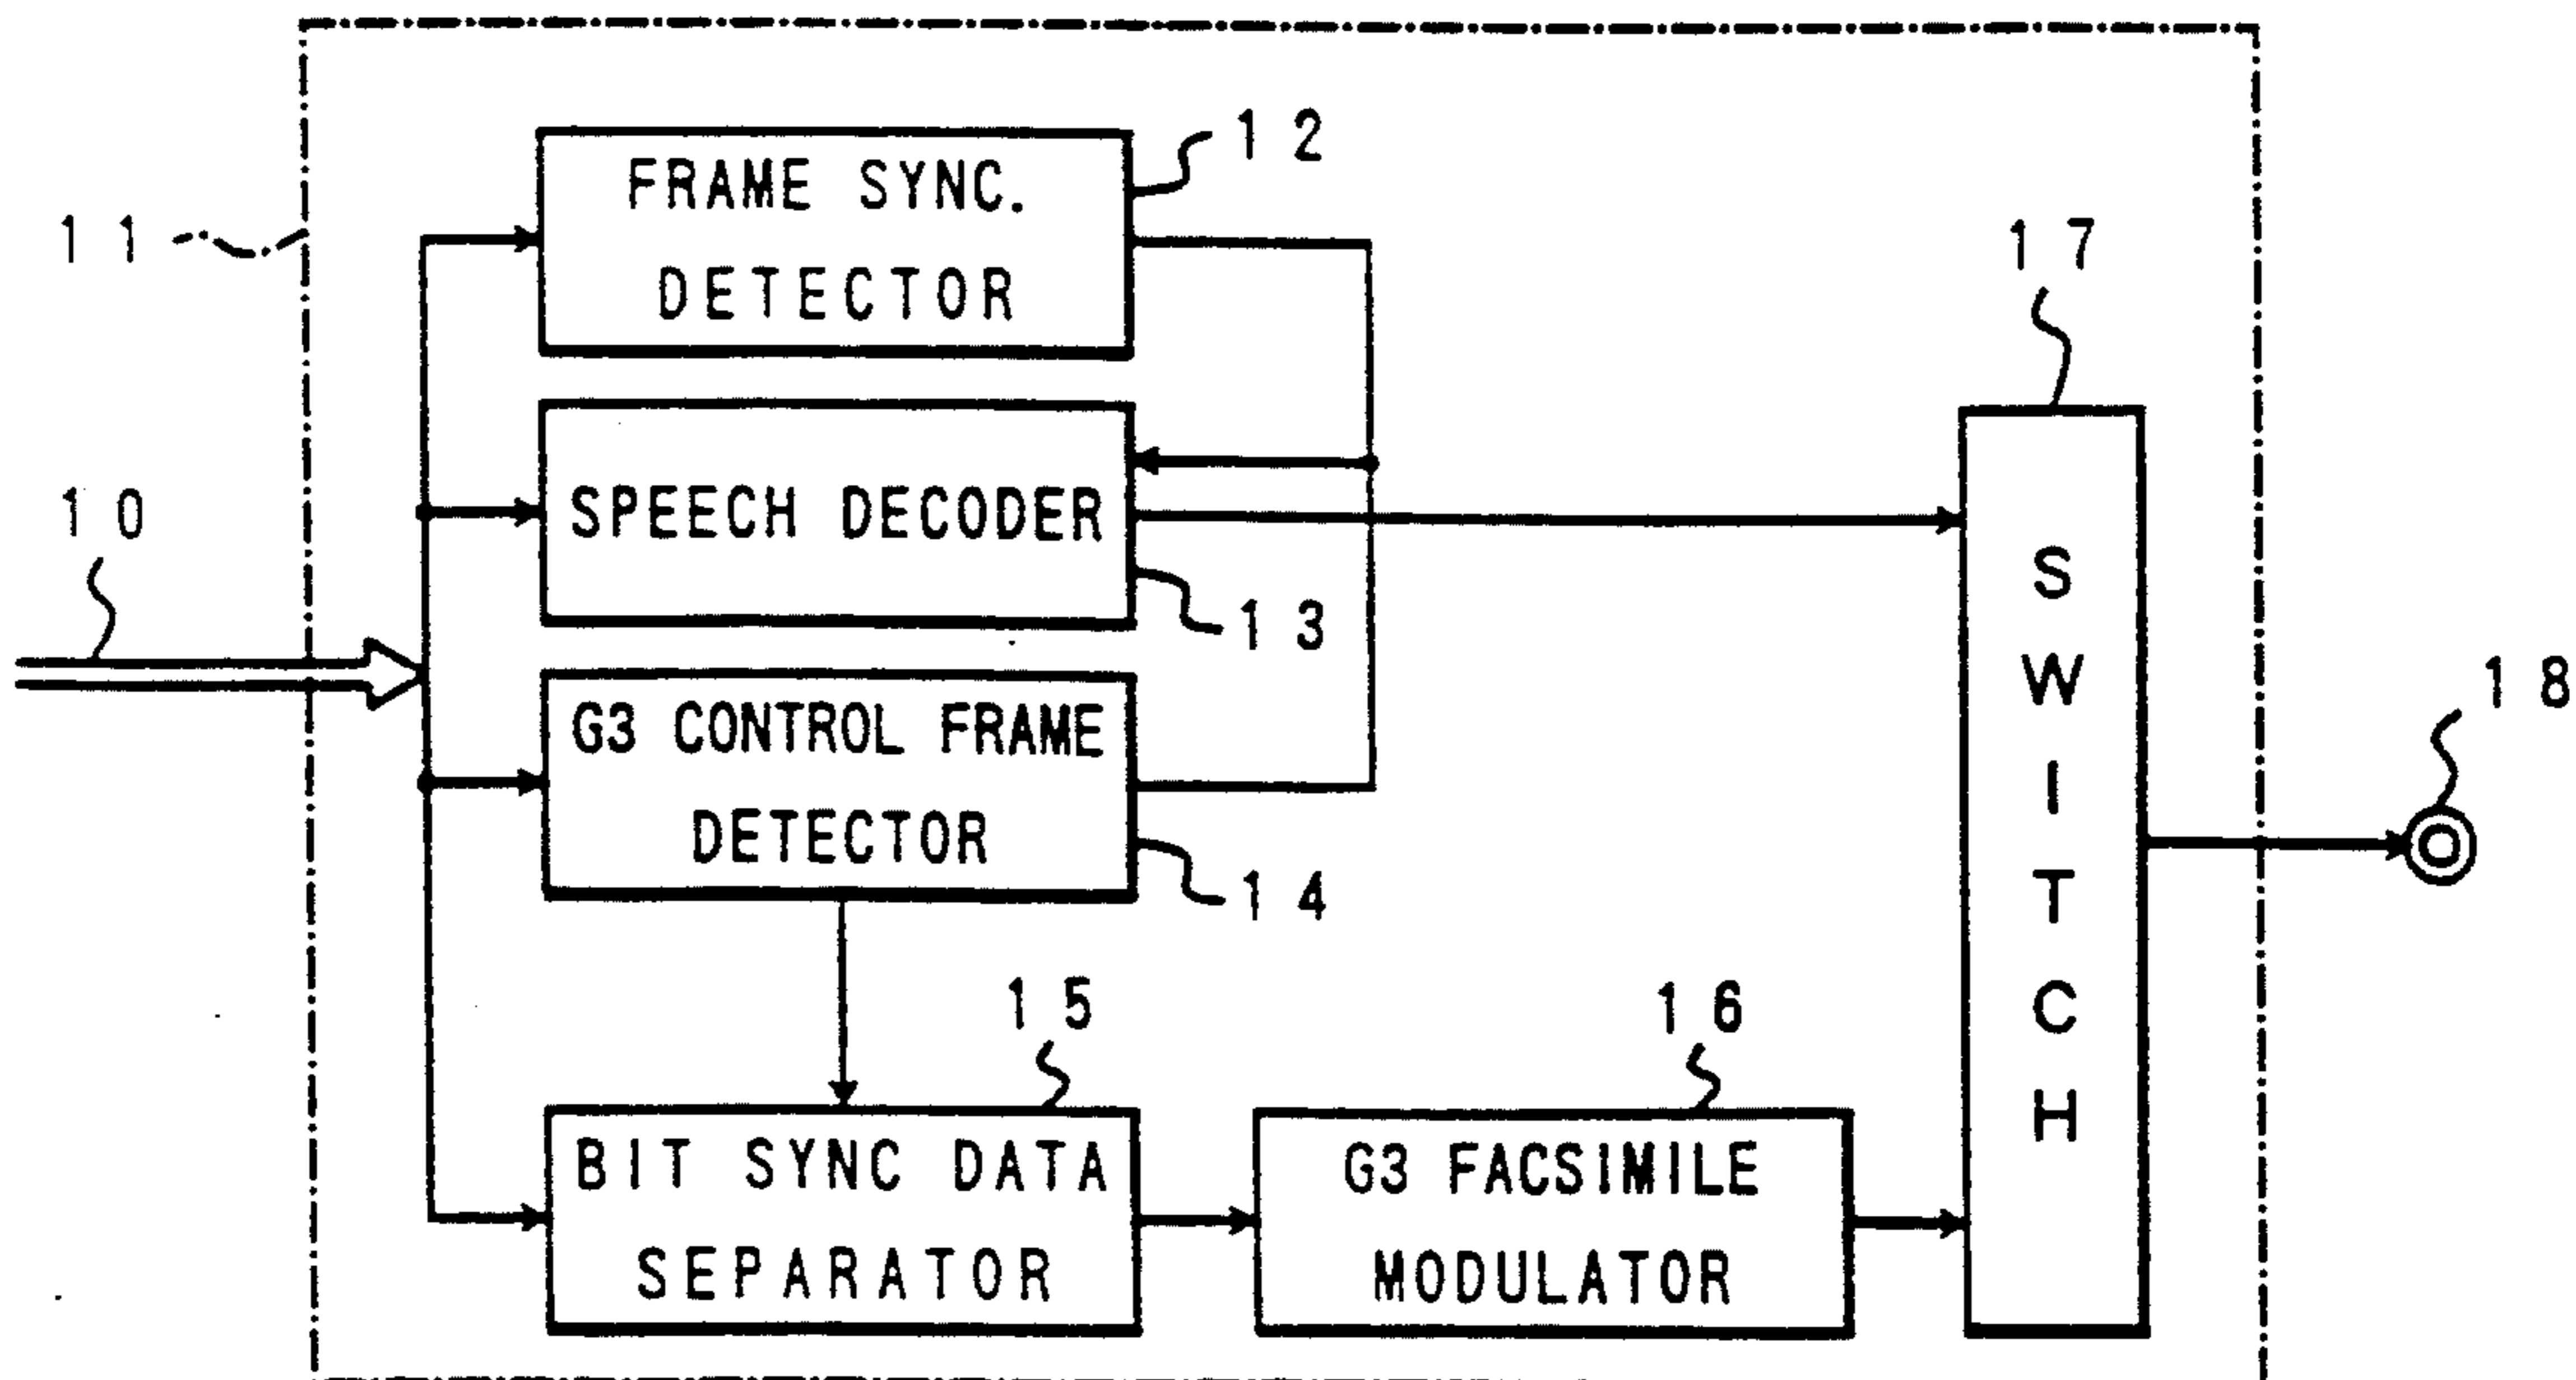 12
FRAME SYNC.
DETECTOR
11
17
10
SPEECH DECODER
13
18
G3 CONTROL FRAME
DETECTOR
14
SWITCH
15
16
BIT SYNC DATA
SEPARATOR
G3 FACSIMILE
MODULATOR